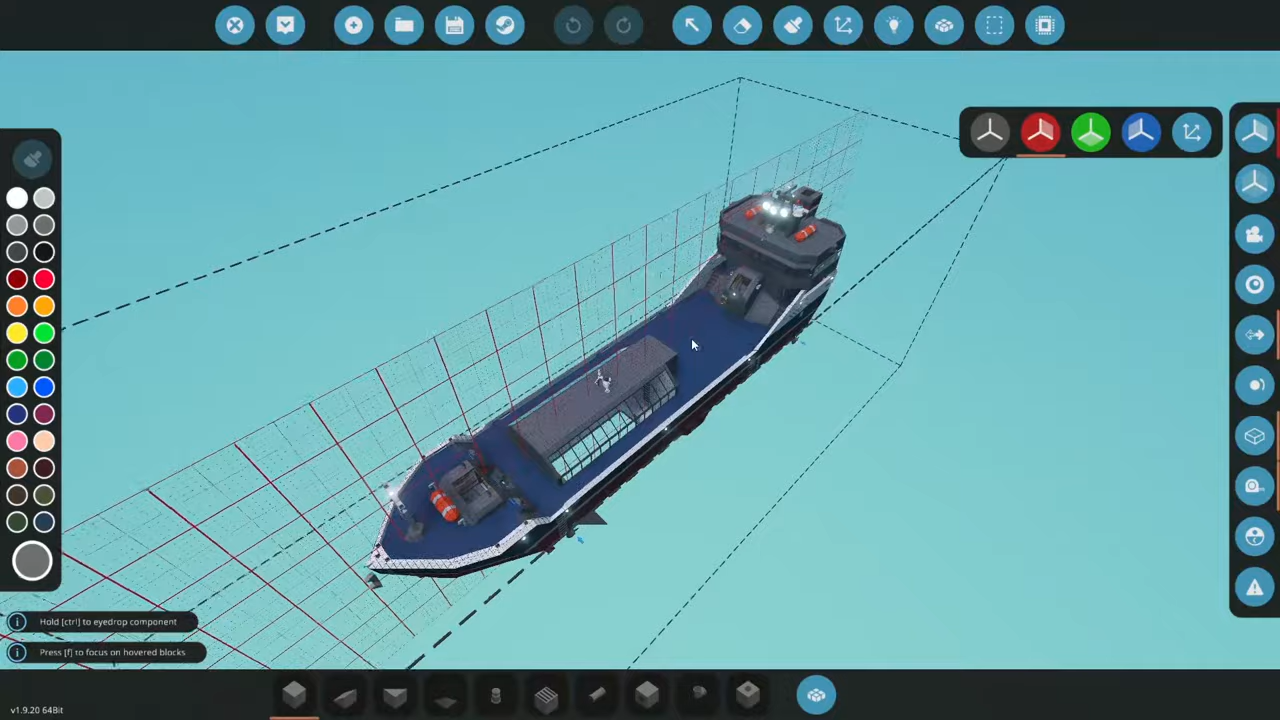 Hold [ctrl] to eyedrop component
Press [f] to focus on hovered blocks
v1.9.20 64Bit